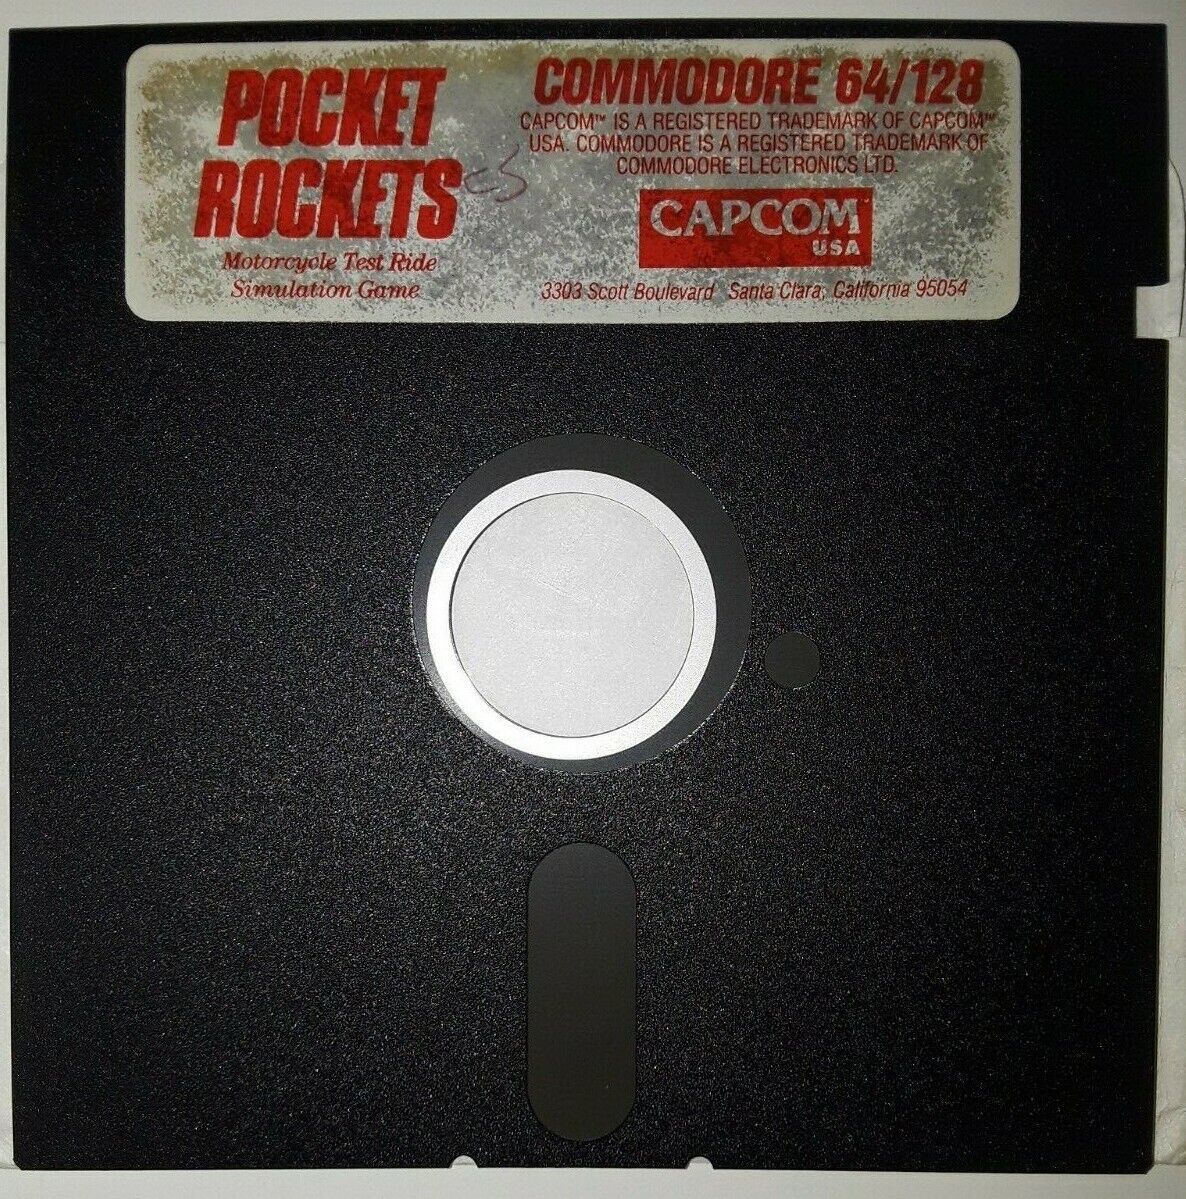 POCKET
ROCKETS
Motorcycle Test Ride
Simulation Game
COMMODORE 64/128
CAPCOM™ IS A REGISTERED TRADEMARK OF CAPCOM™
USA. COMMODORE IS A REGISTERED TRADEMARK OF
COMMODORE ELECTRONICS LTD.
CAPCOM
USA
3303 Scott Boulevard Santa Clara, California 95054